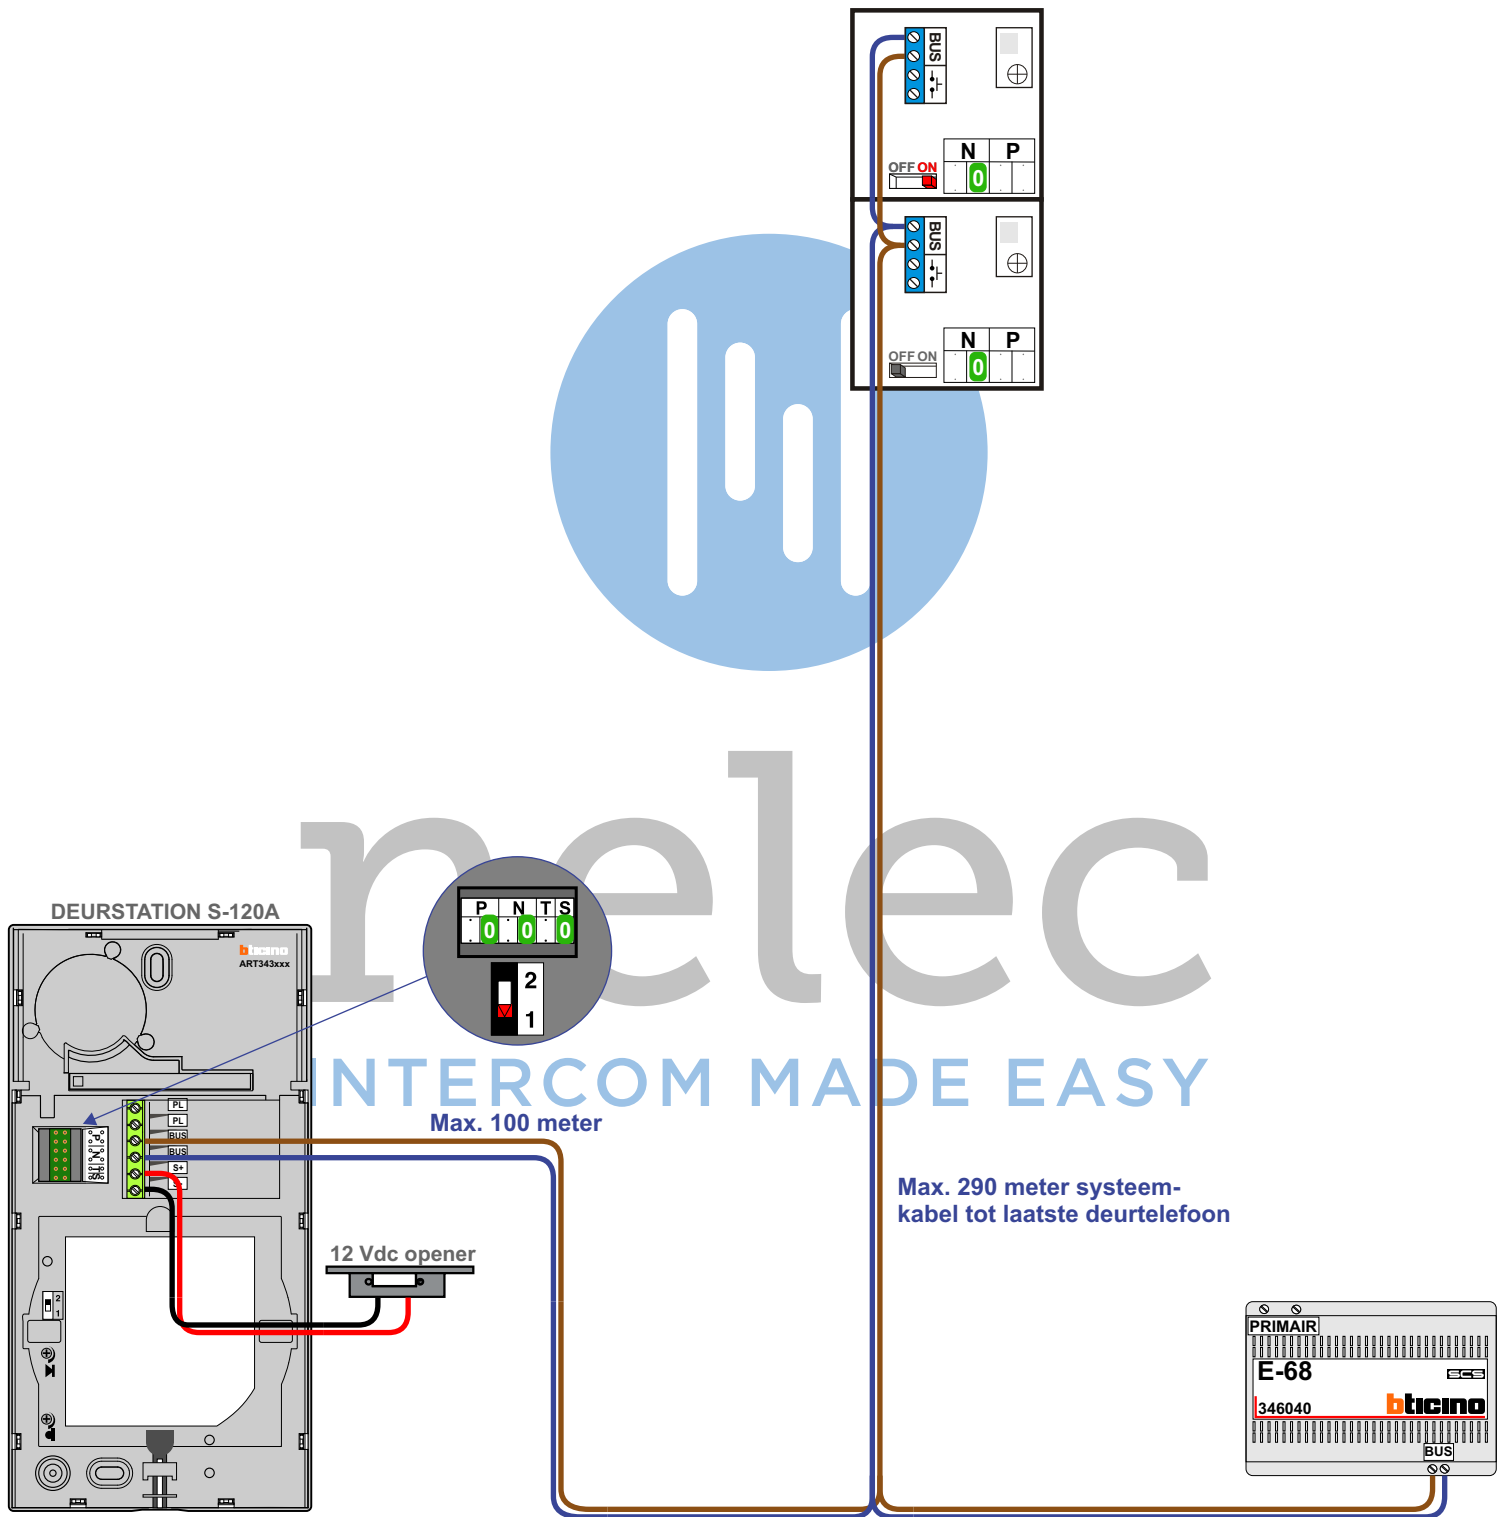 BUS
OFF ON
N P
0
BUS
OFF ON
N P
0
nelec
INTERCOM MADE EASY
DEURSTATION S-120A
bticino
ART343xxx
P N T S
0 0 0
2
1
PL
PL
BUS
BUS
S+
P N T S
Max. 100 meter
Max. 290 meter systeem-
kabel tot laatste deurtelefoon
12 Vdc opener
2
1
PRIMAIR
E-68
SCS
346040
bticino
BUS